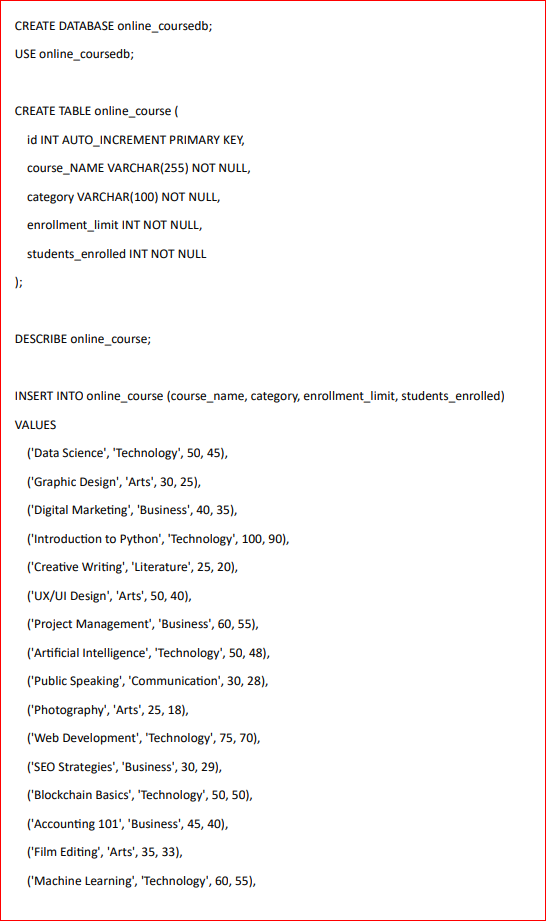 CREATE DATABASE online_coursedb;
USE online_coursedb;
CREATE TABLE online_course (
id INT AUTO_INCREMENT PRIMARY KEY,
course_NAME VARCHAR(255) NOT NULL,
category VARCHAR(100) NOT NULL,
enrollment_limit INT NOT NULL,
students_enrolled INT NOT NULL
);
DESCRIBE online_course;
INSERT INTO online_course (course_name, category, enrollment_limit, students_enrolled)
VALUES
('Data Science', 'Technology', 50, 45),
('Graphic Design', 'Arts', 30, 25),
('Digital Marketing', 'Business', 40, 35),
('Introduction to Python', 'Technology', 100, 90),
('Creative Writing', 'Literature', 25, 20),
('UX/UI Design', 'Arts', 50, 40),
('Project Management', 'Business', 60, 55),
('Artificial Intelligence', 'Technology', 50, 48),
('Public Speaking', 'Communication', 30, 28),
('Photography', 'Arts', 25, 18),
('Web Development', 'Technology', 75, 70),
('SEO Strategies', 'Business', 30, 29),
('Blockchain Basics', 'Technology', 50, 50),
('Accounting 101', 'Business', 45, 40),
('Film Editing', 'Arts', 35, 33),
('Machine Learning', 'Technology', 60, 55),